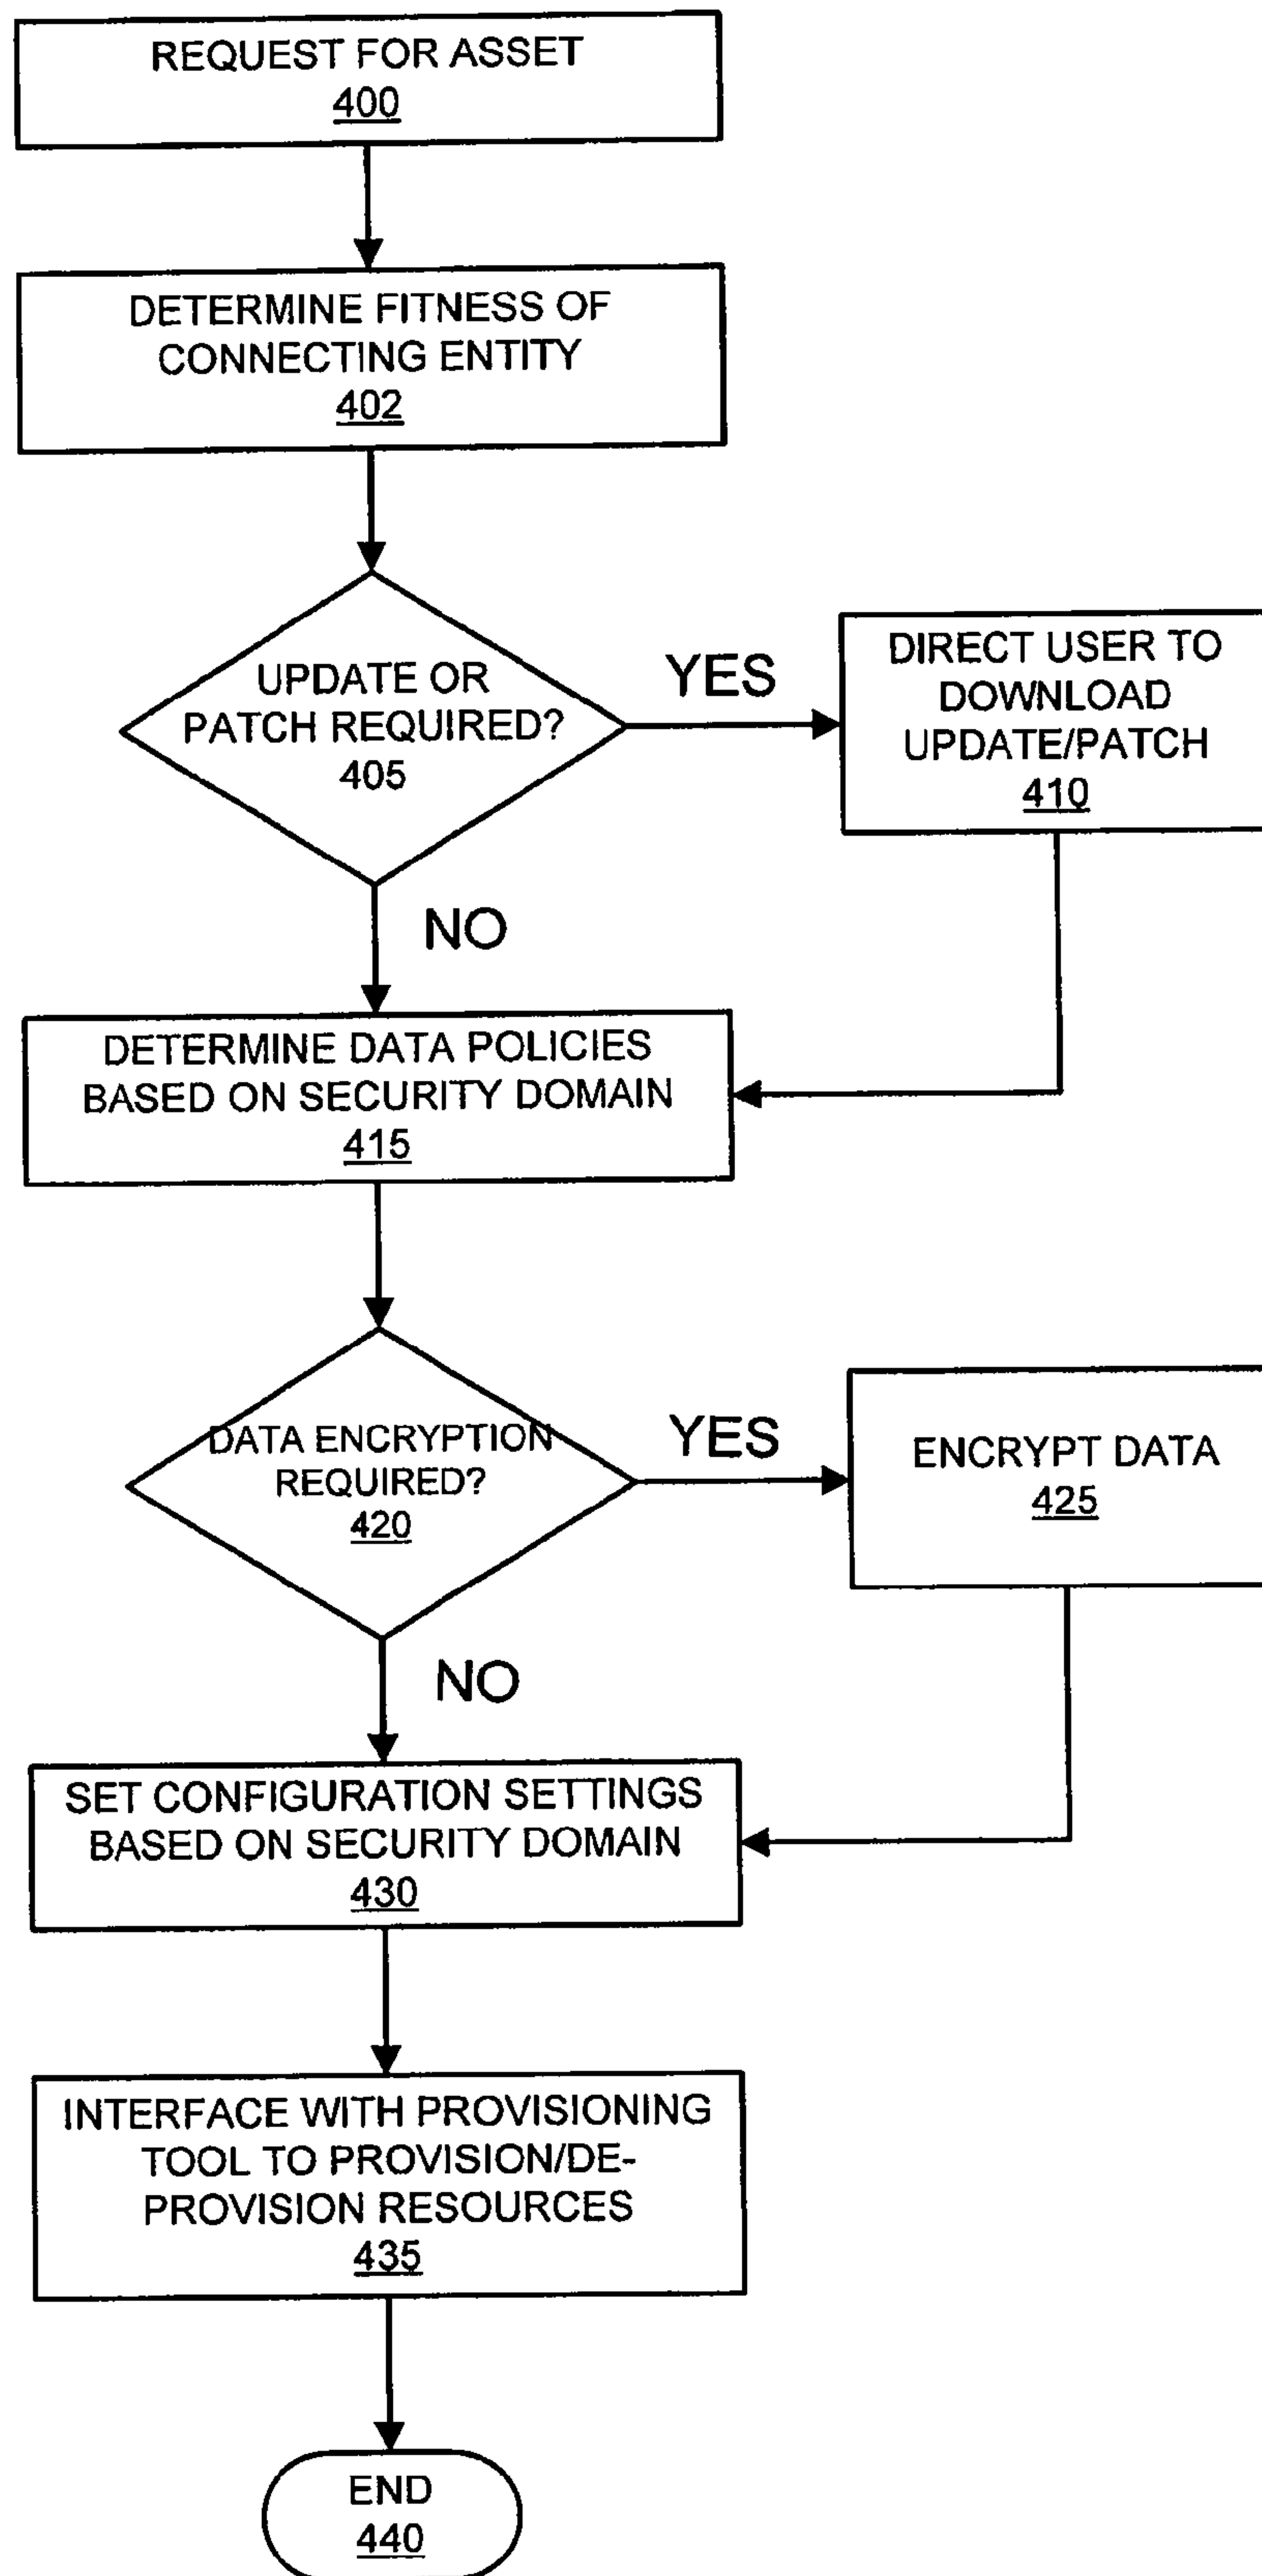 REQUEST FOR ASSET
400
DETERMINE FITNESS OF
CONNECTING ENTITY
402
UPDATE OR
PATCH REQUIRED?
405
YES
DIRECT USER TO
DOWNLOAD
UPDATE/PATCH
410
NO
DETERMINE DATA POLICIES
BASED ON SECURITY DOMAIN
415
DATA ENCRYPTION
REQUIRED?
420
YES
ENCRYPT DATA
425
NO
SET CONFIGURATION SETTINGS
BASED ON SECURITY DOMAIN
430
INTERFACE WITH PROVISIONING
TOOL TO PROVISION/DE-
PROVISION RESOURCES
435
END
440